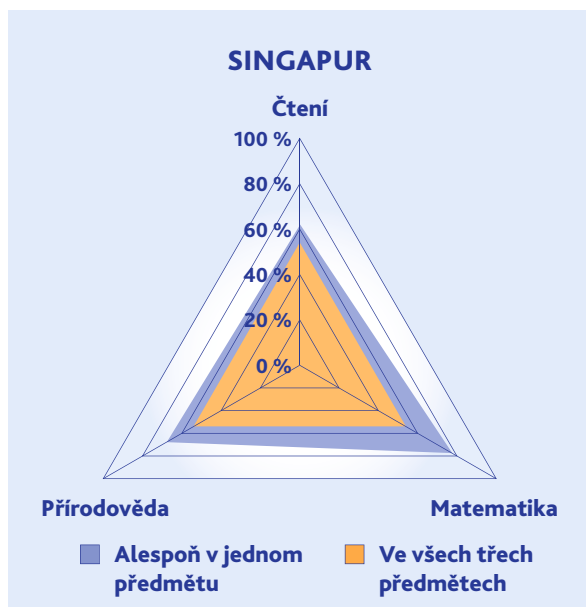 SINGAPUR
Čtení
100 %
80 %
60 %
40 %
20 %
0 %
Přírodověda
Matematika
Alespoň v jednom
předmětu
Ve všech třech
předmětech